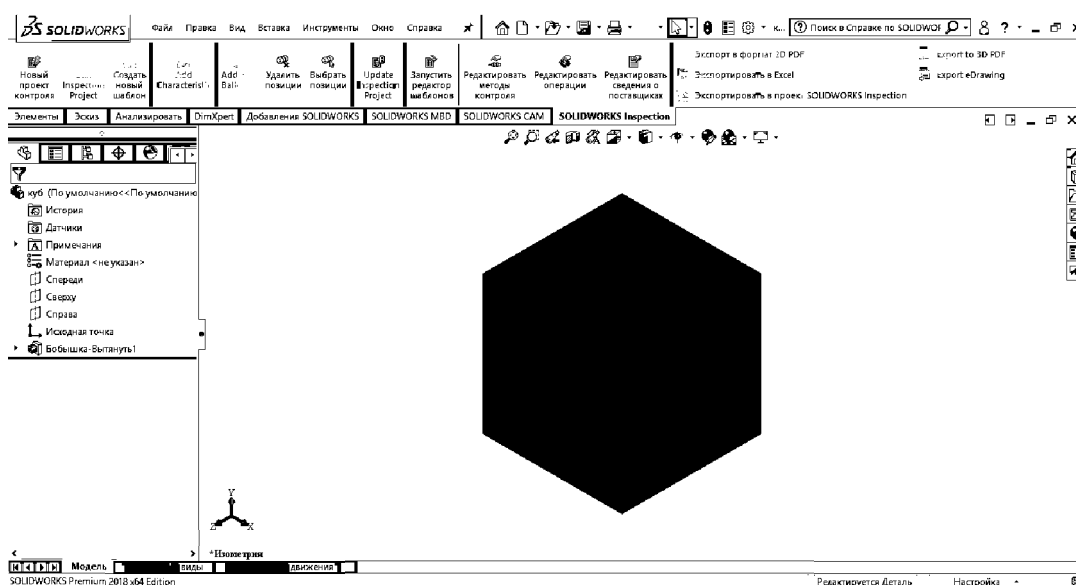 SOLIDWORKS Файл Правка Вид Вставка Инструменты Окно Справка к... Поиск в Справке по SOLIDWOF
Новый проект контроля
Inspection Project
Создать новый шаблон
Add Characteristi
Add Ball
Удалить позиции
Выбрать позиции
Update Inspection Project
Запустить редактор шаблонов
Редактировать методы контроля
Редактировать операции
Редактировать сведения о поставщиках
Экспорт в формат 2D PDF
Экспортировать в Excel
Экспортировать в проект SOLIDWORKS Inspection
Export to 3D PDF
Export eDrawing
Элементы Эскиз Анализировать DimXpert Добавления SOLIDWORKS SOLIDWORKS MBD SOLIDWORKS CAM SOLIDWORKS Inspection
куб (По умолчанию<<По умолчанию
История
Датчики
Примечания
Материал <не указан>
Спереди
Сверху
Справа
Исходная точка
Бобышка-Вытянуть1
Y
Z X
*Изометрия
Модель виды движения 1
SOLIDWORKS Premium 2018 x64 Edition Редактируется Деталь Настройка